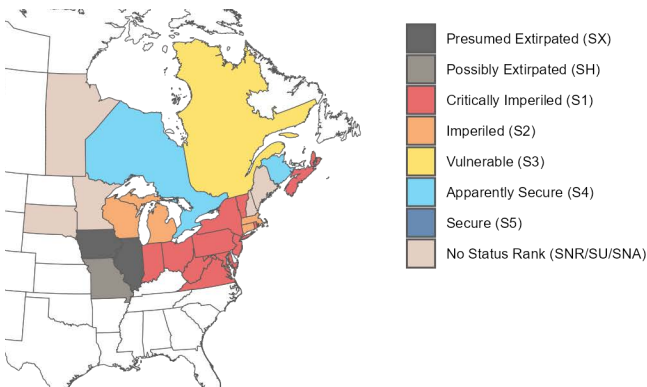 Presumed Extirpated (SX)
Possibly Extirpated (SH)
Critically Imperiled (S1)
Imperiled (S2)
Vulnerable (S3)
Apparently Secure (S4)
Secure (S5)
No Status Rank (SNR/SU/SNA)